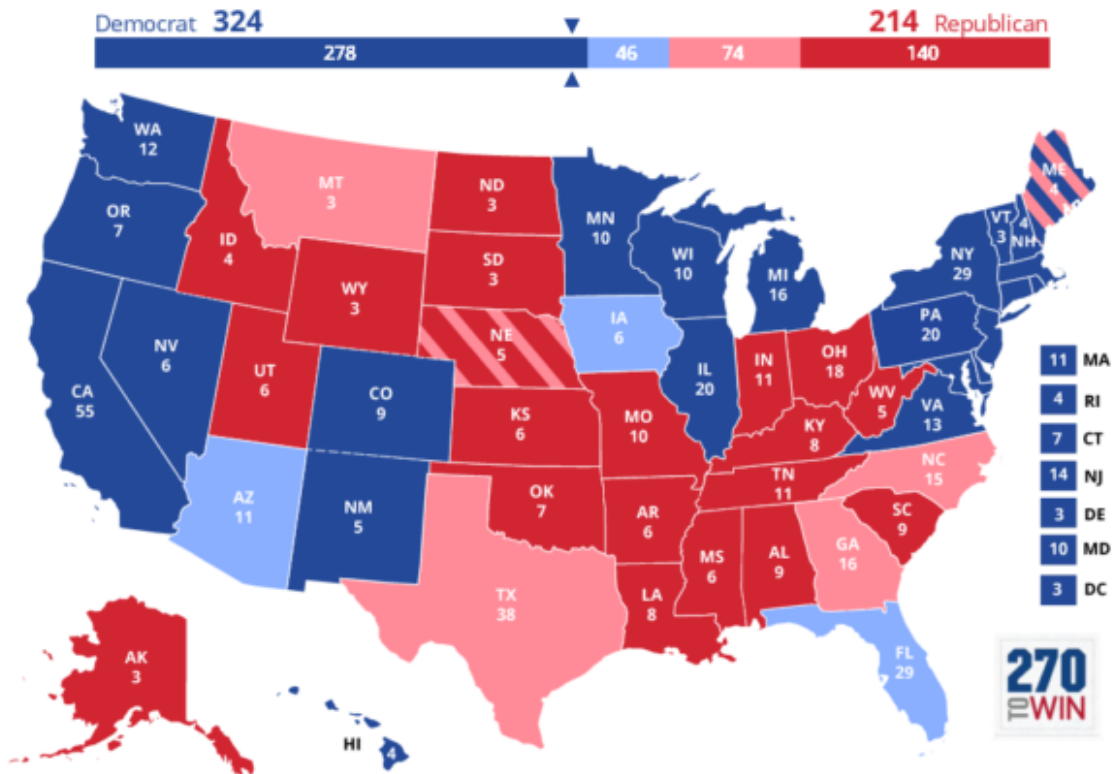 Democrat 324
214 Republican
278 46 74 140
WA
12
OR
7
CA
55
NV
6
ID
4
MT
3
WY
3
UT
6
CO
9
AZ
11
NM
5
ND
3
SD
3
NE
5
KS
6
OK
7
TX
38
MN
10
IA
6
MO
10
AR
6
LA
8
WI
10
IL
20
MI
16
IN
11
OH
18
KY
8
TN
11
MS
6
AL
9
GA
16
FL
29
SC
9
NC
15
VA
13
WV
5
PA
20
NY
29
VT
3
4
NH
ME
4
11 MA
4 RI
7 CT
14 NJ
3 DE
10 MD
3 DC
AK
3
HI
4
270
TO WIN